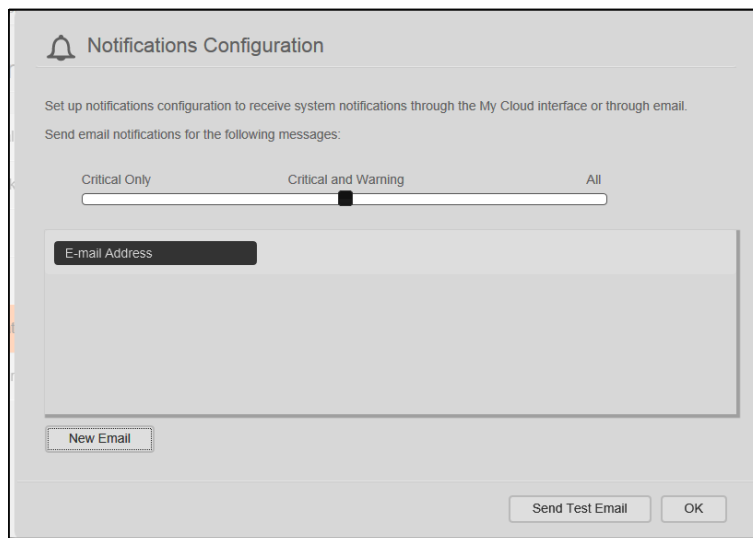 Notifications Configuration
Set up notifications configuration to receive system notifications through the My Cloud interface or through email.
Send email notifications for the following messages:
Critical Only Critical and Warning All
E-mail Address
New Email
Send Test Email OK